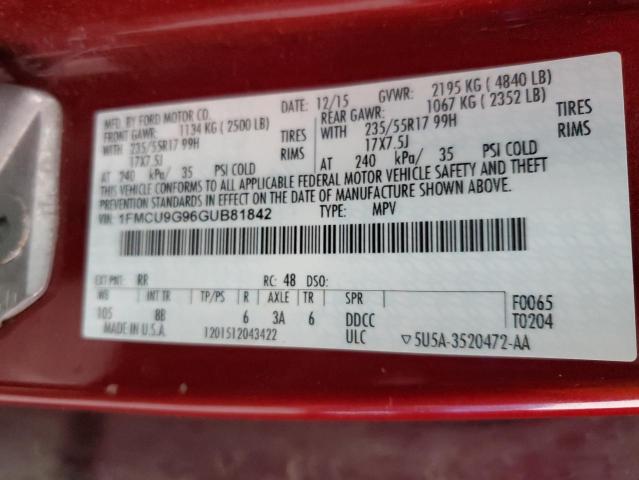 MFD. BY FORD MOTOR CO.
DATE: 12/15 GVWR: 2195 KG ( 4840 LB)
FRONT GAWR: 1134 KG ( 2500 LB) REAR GAWR: 1067 KG ( 2352 LB)
WITH 235/55R17 99H TIRES WITH 235/55R17 99H TIRES
17X7.5J RIMS 17X7.5J RIMS
AT 240 kPa/ 35 PSI COLD AT 240 kPa/ 35 PSI COLD
THIS VEHICLE CONFORMS TO ALL APPLICABLE FEDERAL MOTOR VEHICLE SAFETY AND THEFT
PREVENTION STANDARDS IN EFFECT ON THE DATE OF MANUFACTURE SHOWN ABOVE.
VIN: 1FMCU9G96GUB81842 TYPE: MPV
EXT PNT: RR RC: 48 DSO:
WB INT TR TP/PS R AXLE TR SPR F0065
105 8B 6 3A 6 DDCC T0204
MADE IN U.S.A. 1201512043422 ULC ▽5U5A-3520472-AA